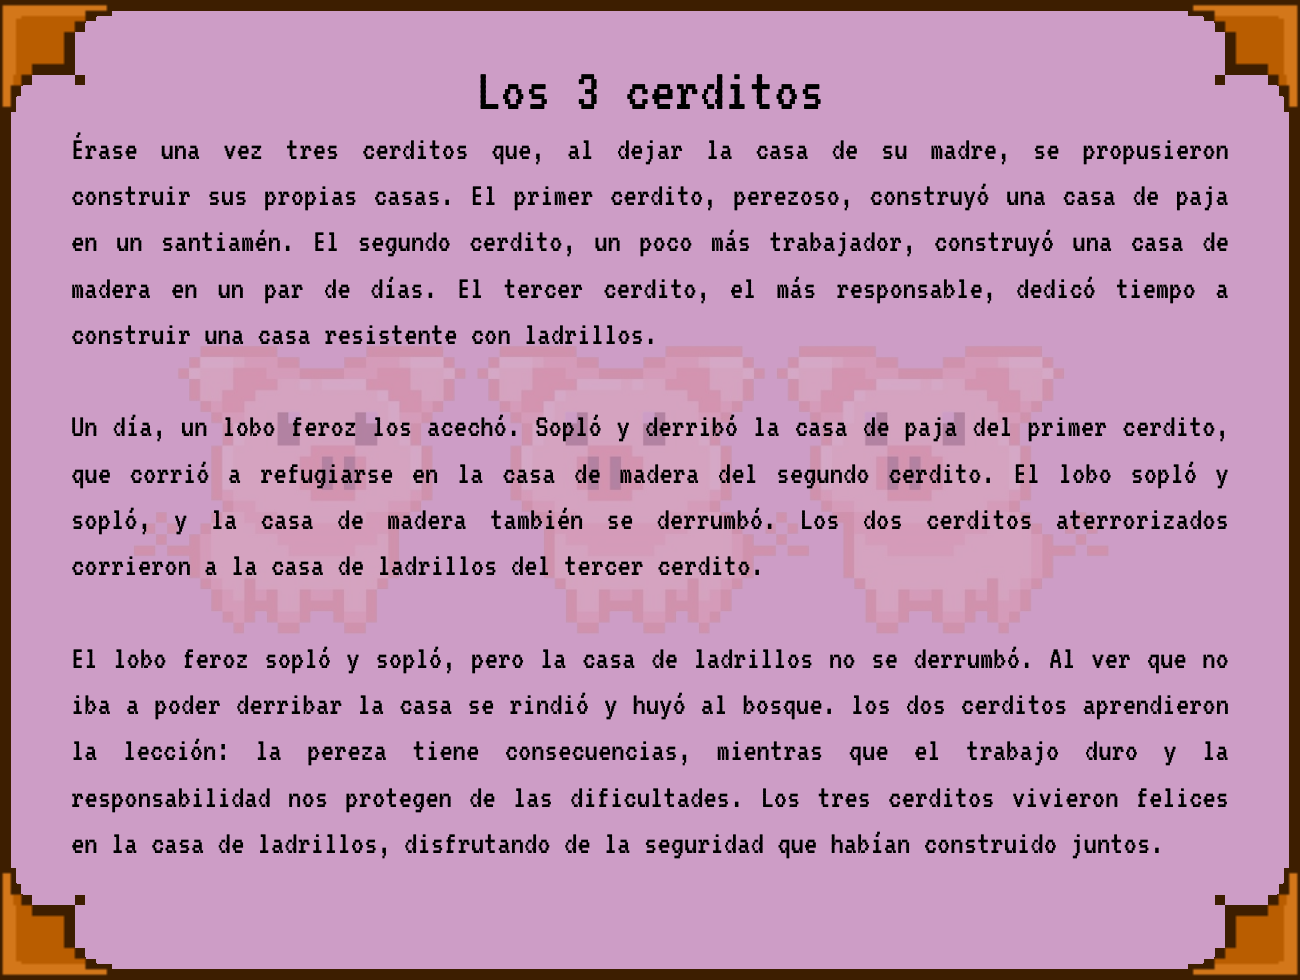 Los 3 cerditos
Érase una vez tres cerditos que, al dejar la casa de su madre, se propusieron
construir sus propias casas. El primer cerdito, perezoso, construyó una casa de paja
en un santiamén. El segundo cerdito, un poco más trabajador, construyó una casa de
madera en un par de días. El tercer cerdito, el más responsable, dedicó tiempo a
construir una casa resistente con ladrillos.
Un día, un lobo feroz los acechó. Sopló y derribó la casa de paja del primer cerdito,
que corrió a refugiarse en la casa de madera del segundo cerdito. El lobo sopló y
sopló, y la casa de madera también se derrumbó. Los dos cerditos aterrorizados
corrieron a la casa de ladrillos del tercer cerdito.
El lobo feroz sopló y sopló, pero la casa de ladrillos no se derrumbó. Al ver que no
iba a poder derribar la casa se rindió y huyó al bosque. los dos cerditos aprendieron
la lección: la pereza tiene consecuencias, mientras que el trabajo duro y la
responsabilidad nos protegen de las dificultades. Los tres cerditos vivieron felices
en la casa de ladrillos, disfrutando de la seguridad que habían construido juntos.